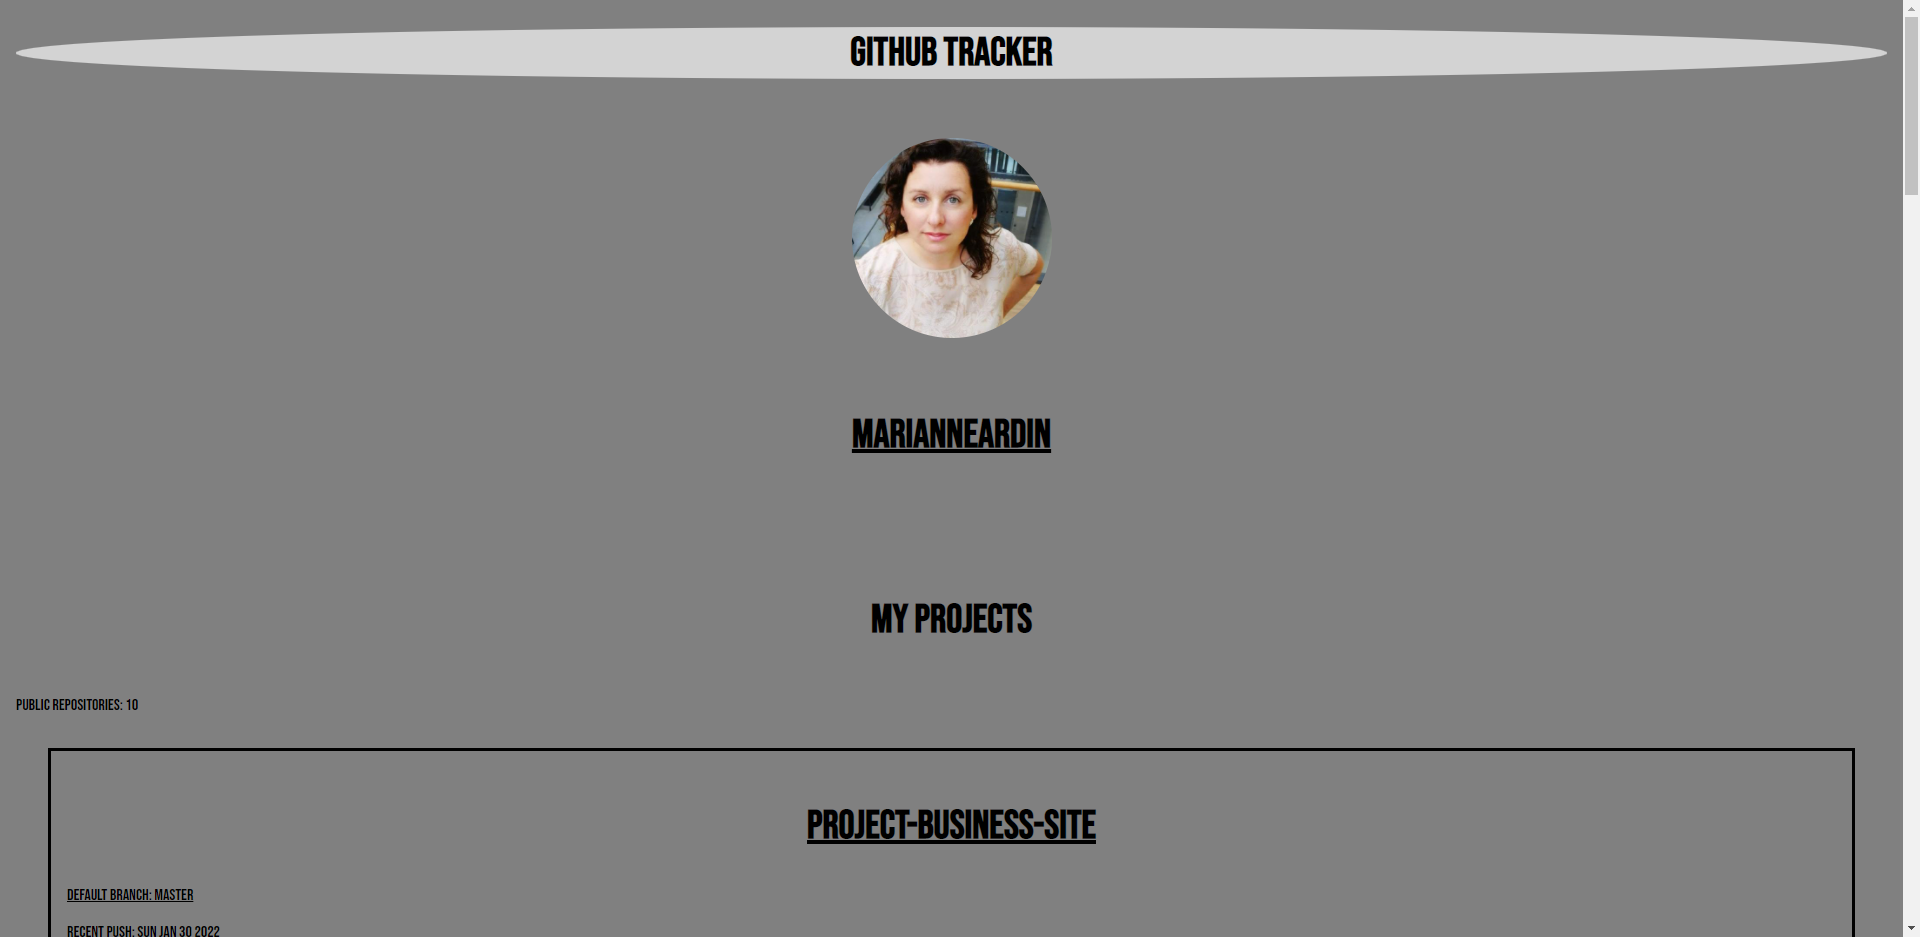 GITHUB TRACKER
MARIANNEARDIN
MY PROJECTS
PUBLIC REPOSITORIES: 10
PROJECT-BUSINESS-SITE
DEFAULT BRANCH: MASTER
RECENT PUSH: SUN JAN 30 2022